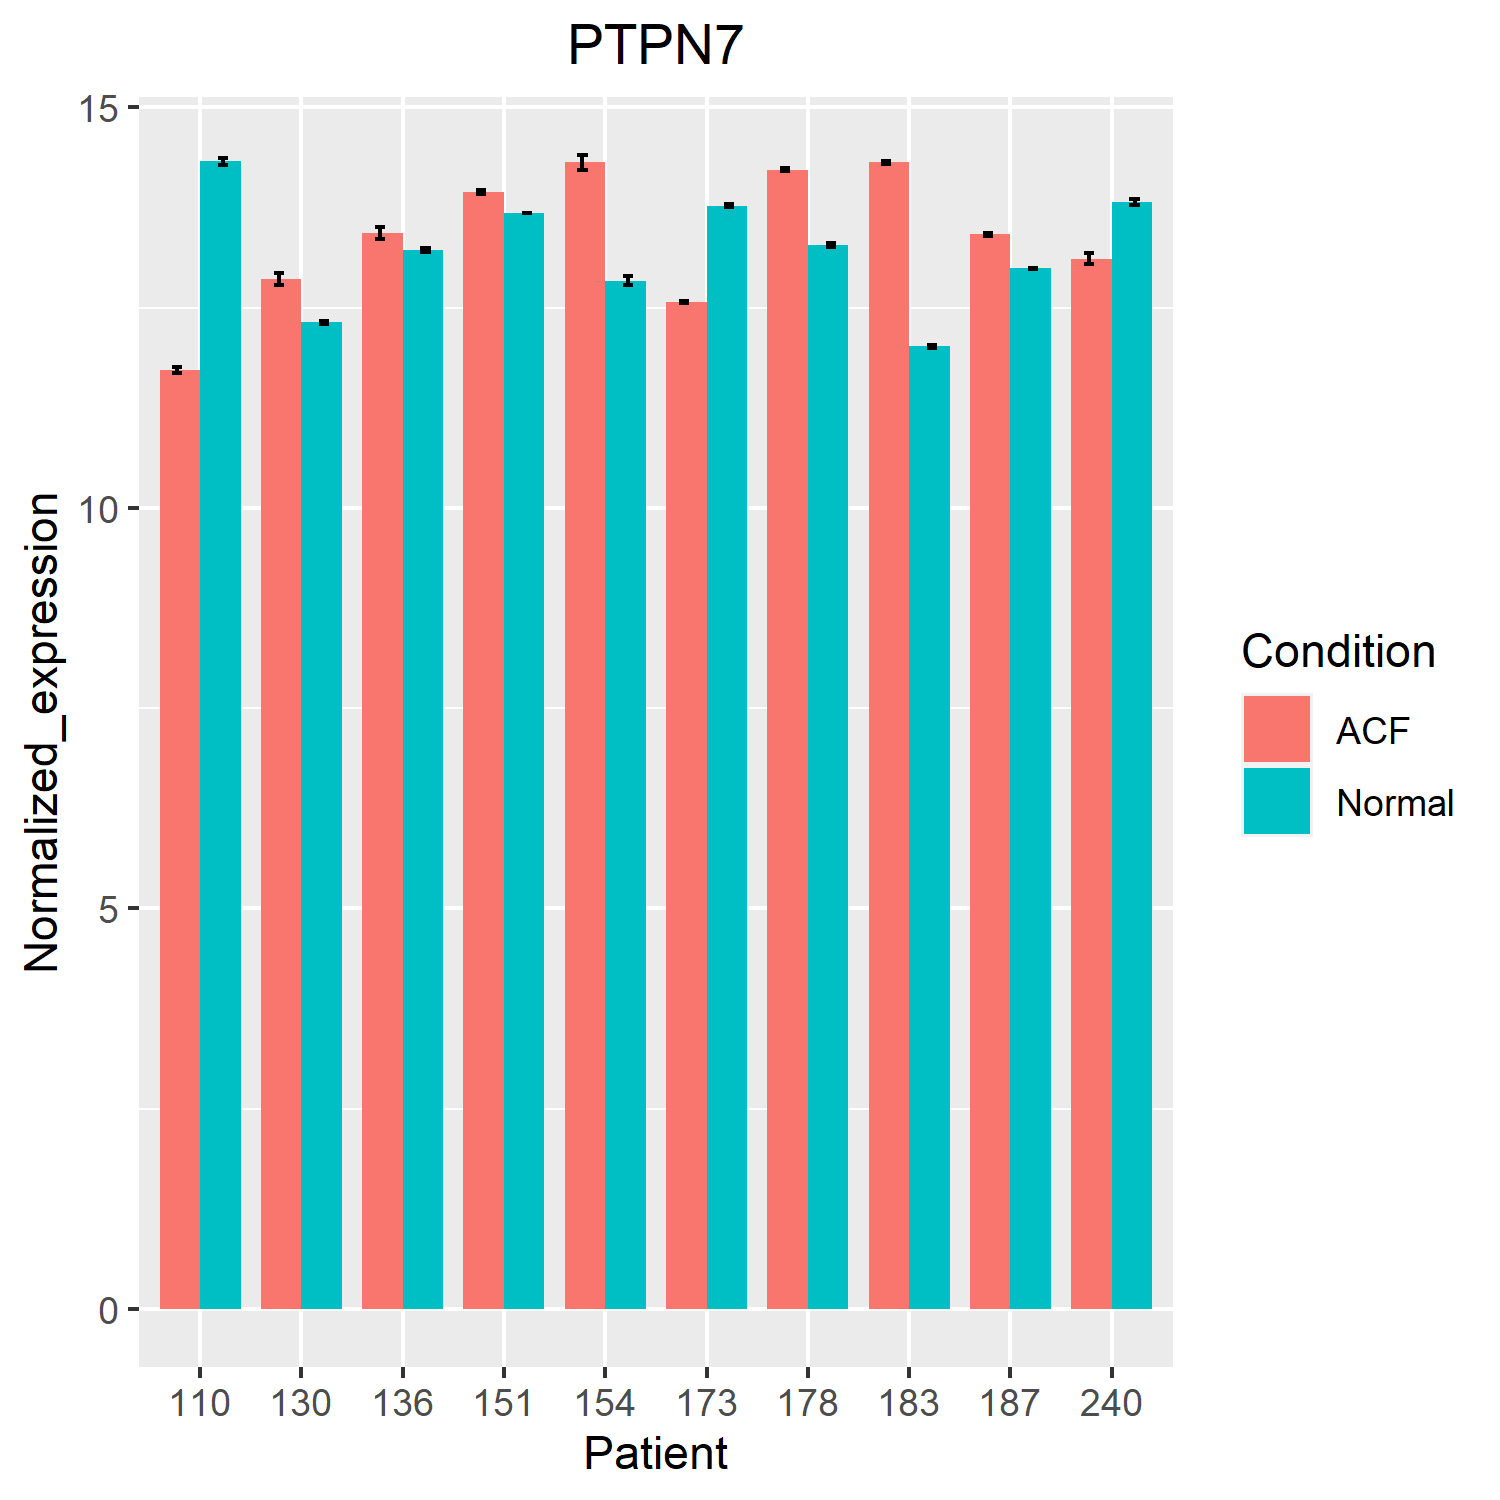 PTPN7
15
10
5
0
Normalized_expression
110 130 136 151 154 173 178 183 187 240
Patient
Condition
ACF
Normal